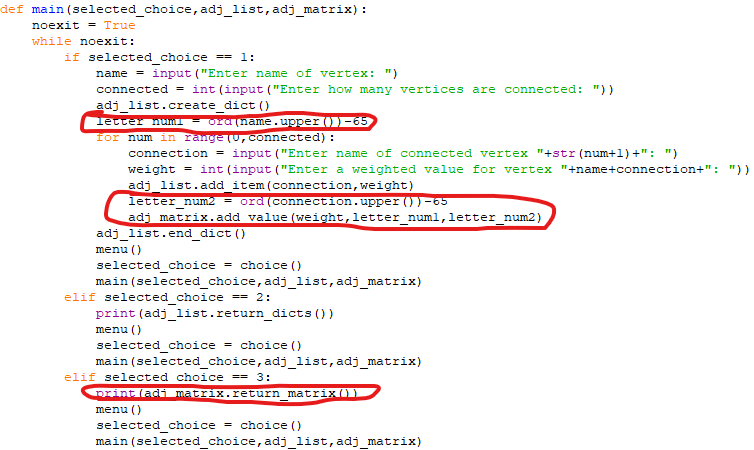 def main(selected_choice,adj_list,adj_matrix):
    noexit = True
    while noexit:
        if selected_choice == 1:
            name = input("Enter name of vertex: ")
            connected = int(input("Enter how many vertices are connected: "))
            adj_list.create_dict()
            letter_num1 = ord(name.upper())-65
            for num in range(0,connected):
                connection = input("Enter name of connected vertex "+str(num+1)+": ")
                weight = int(input("Enter a weighted value for vertex "+name+connection+": "))
                adj_list.add_item(connection,weight)
                letter_num2 = ord(connection.upper())-65
                adj_matrix.add_value(weight,letter_num1,letter_num2)
            adj_list.end_dict()
            menu()
            selected_choice = choice()
            main(selected_choice,adj_list,adj_matrix)
        elif selected_choice == 2:
            print(adj_list.return_dicts())
            menu()
            selected_choice = choice()
            main(selected_choice,adj_list,adj_matrix)
        elif selected_choice == 3:
            print(adj_matrix.return_matrix())
            menu()
            selected_choice = choice()
            main(selected_choice,adj_list,adj_matrix)